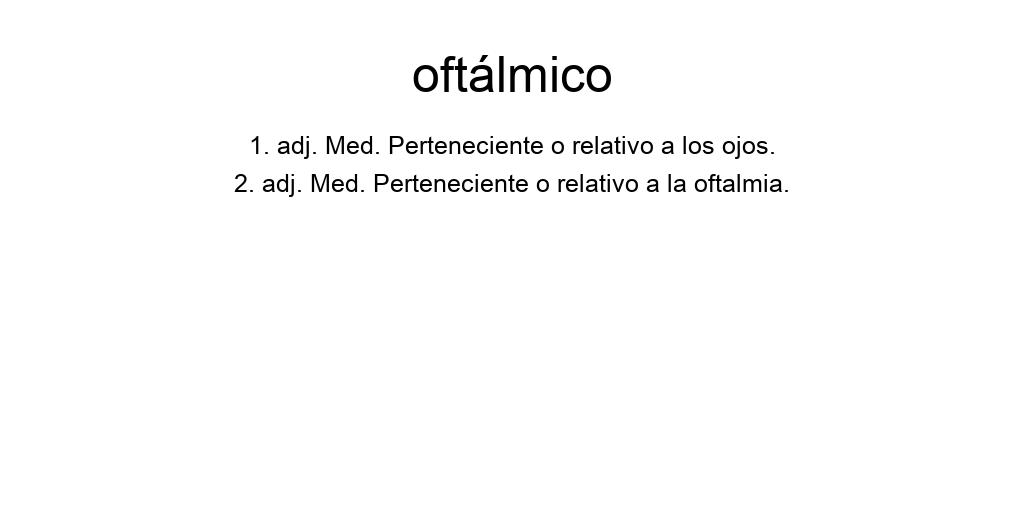 oftálmico
1. adj. Med. Perteneciente o relativo a los ojos.
2. adj. Med. Perteneciente o relativo a la oftalmia.